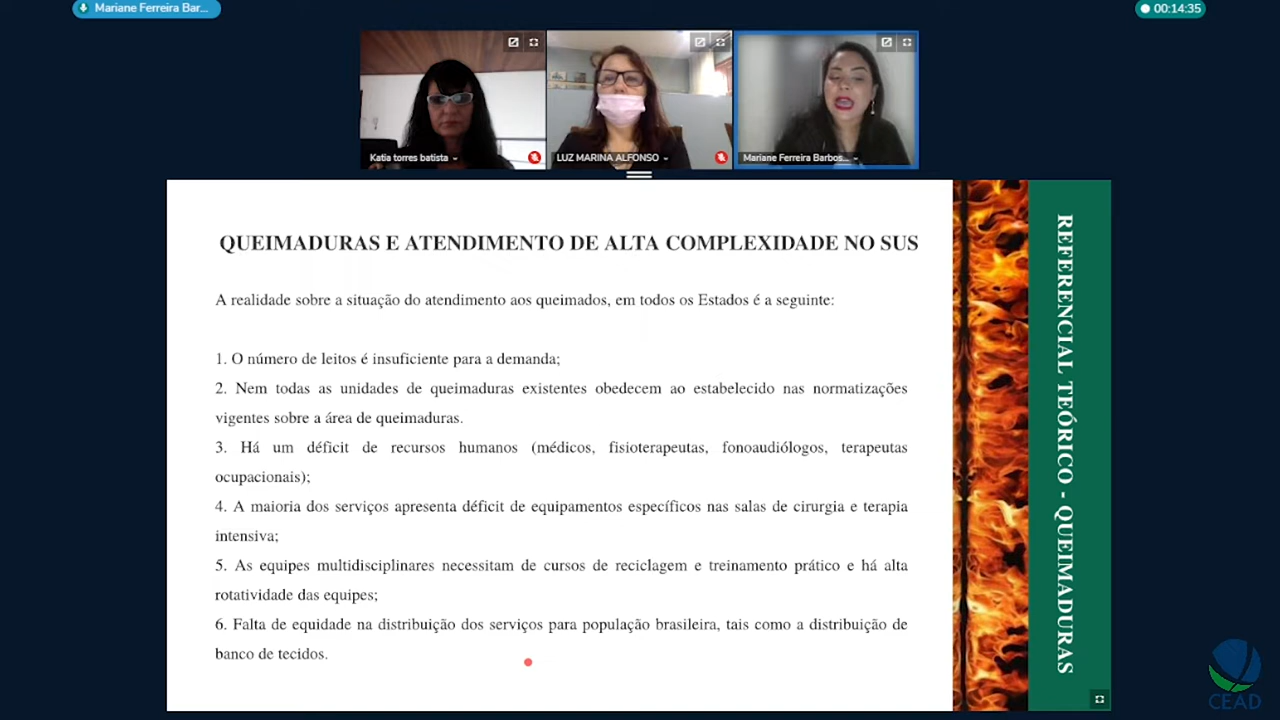 Mariane Ferreira Bar...
00:14:35
Katia torres batista
LUZ MARINA ALFONSO
Mariane Ferreira Barbos...
QUEIMADURAS E ATENDIMENTO DE ALTA COMPLEXIDADE NO SUS
A realidade sobre a situação do atendimento aos queimados, em todos os Estados é a seguinte:
1. O número de leitos é insuficiente para a demanda;
2. Nem todas as unidades de queimaduras existentes obedecem ao estabelecido nas normatizações
vigentes sobre a área de queimaduras.
3. Há um déficit de recursos humanos (médicos, fisioterapeutas, fonoaudiólogos, terapeutas
ocupacionais);
4. A maioria dos serviços apresenta déficit de equipamentos específicos nas salas de cirurgia e terapia
intensiva;
5. As equipes multidisciplinares necessitam de cursos de reciclagem e treinamento prático e há alta
rotatividade das equipes;
6. Falta de equidade na distribuição dos serviços para população brasileira, tais como a distribuição de
banco de tecidos.
REFERENCIAL TEÓRICO - QUEIMADURAS
CEAD